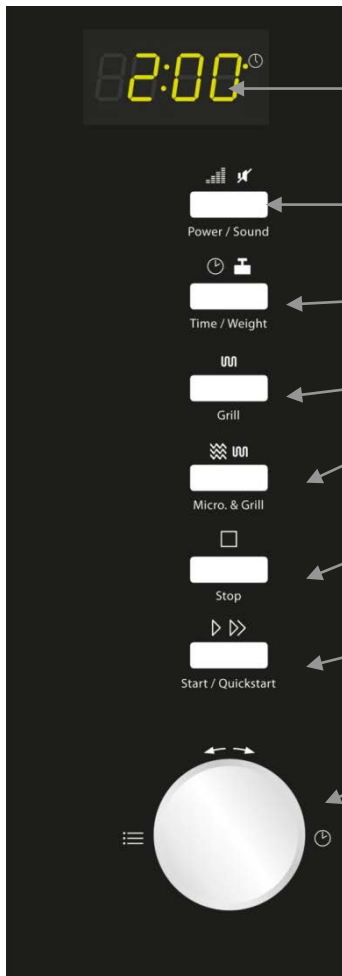 2:00
Power / Sound
Time / Weight
Grill
Micro. & Grill
Stop
Start / Quickstart